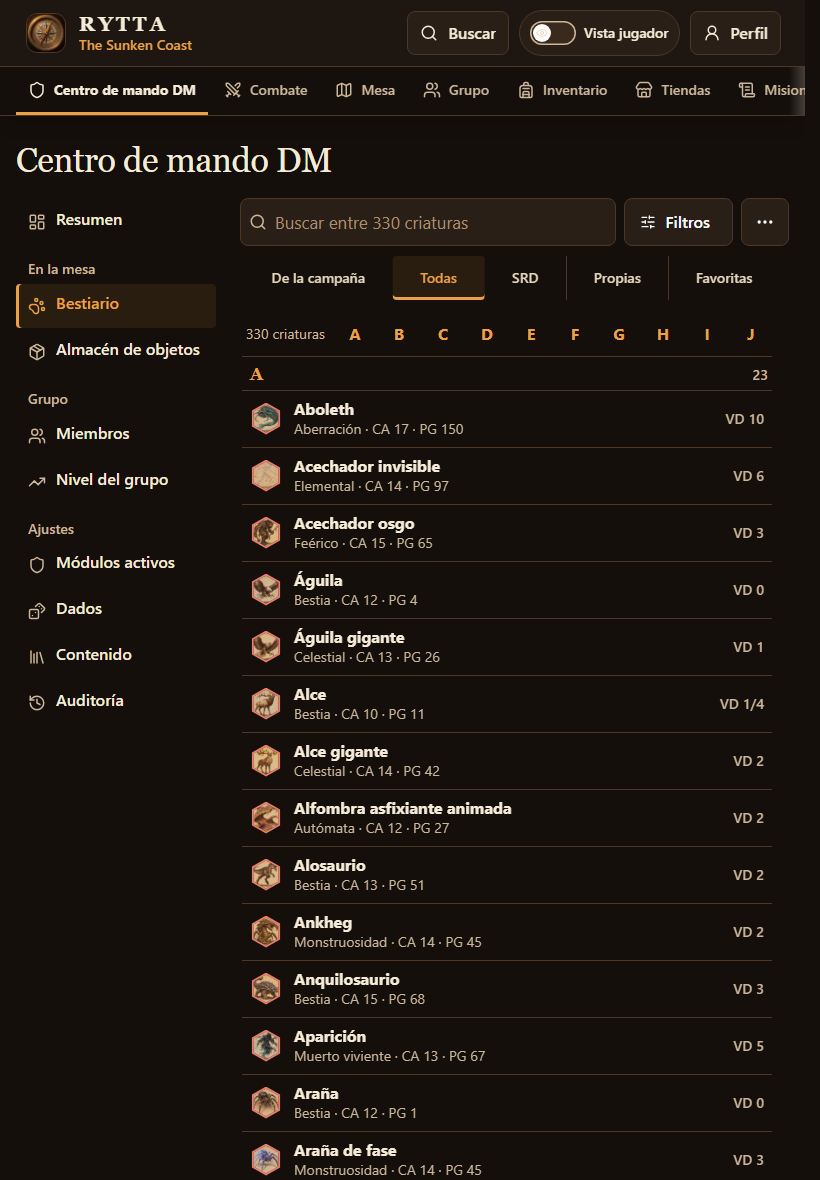 RYTTA
The Sunken Coast
Buscar
Vista jugador
Perfil
Centro de mando DM
Combate
Mesa
Grupo
Inventario
Tiendas
Mision
Centro de mando DM
Resumen
En la mesa
Bestiario
Almacén de objetos
Grupo
Miembros
Nivel del grupo
Ajustes
Módulos activos
Dados
Contenido
Auditoría
Buscar entre 330 criaturas
Filtros
De la campaña
Todas
SRD
Propias
Favoritas
330 criaturas A B C D E F G H I J
A 23
Aboleth
Aberración · CA 17 · PG 150
VD 10
Acechador invisible
Elemental · CA 14 · PG 97
VD 6
Acechador osgo
Feérico · CA 15 · PG 65
VD 3
Águila
Bestia · CA 12 · PG 4
VD 0
Águila gigante
Celestial · CA 13 · PG 26
VD 1
Alce
Bestia · CA 10 · PG 11
VD 1/4
Alce gigante
Celestial · CA 14 · PG 42
VD 2
Alfombra asfixiante animada
Autómata · CA 12 · PG 27
VD 2
Alosaurio
Bestia · CA 13 · PG 51
VD 2
Ankheg
Monstruosidad · CA 14 · PG 45
VD 2
Anquilosaurio
Bestia · CA 15 · PG 68
VD 3
Aparición
Muerto viviente · CA 13 · PG 67
VD 5
Araña
Bestia · CA 12 · PG 1
VD 0
Araña de fase
Monstruosidad · CA 14 · PG 45
VD 3